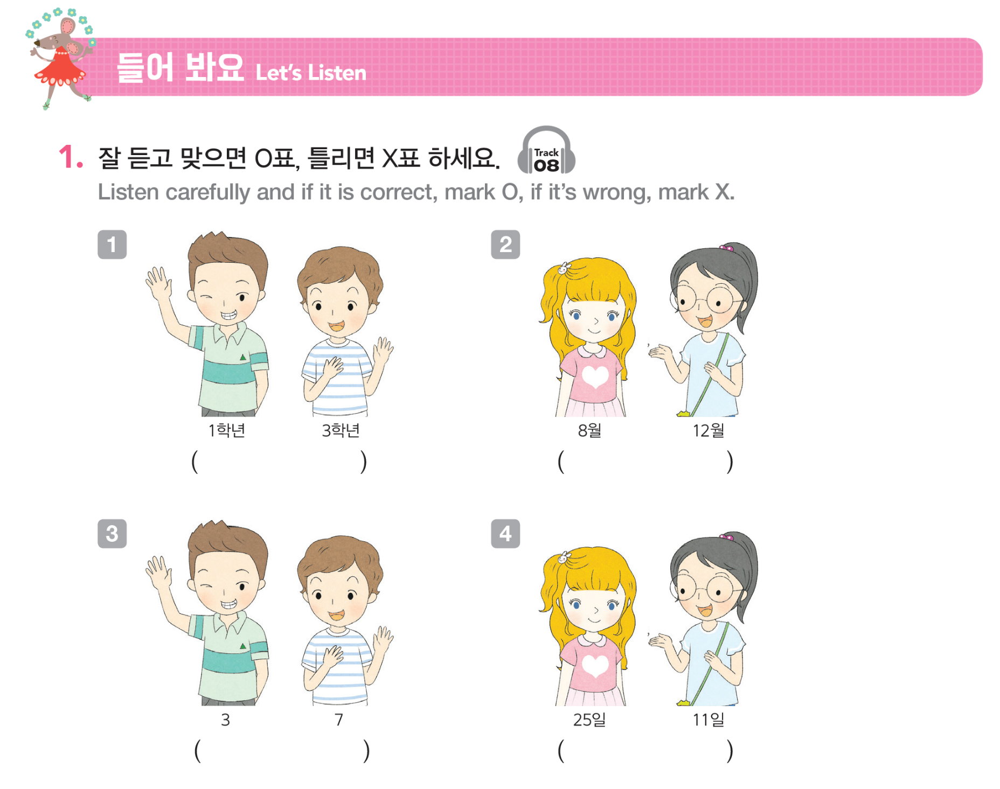 들어 봐요 Let's Listen
1. 잘 듣고 맞으면 O표, 틀리면 X표 하세요. Track 08
Listen carefully and if it is correct, mark O, if it's wrong, mark X.
1
2
1학년 3학년
8월 12월
( )
( )
3
4
3 7
25일 11일
( )
( )